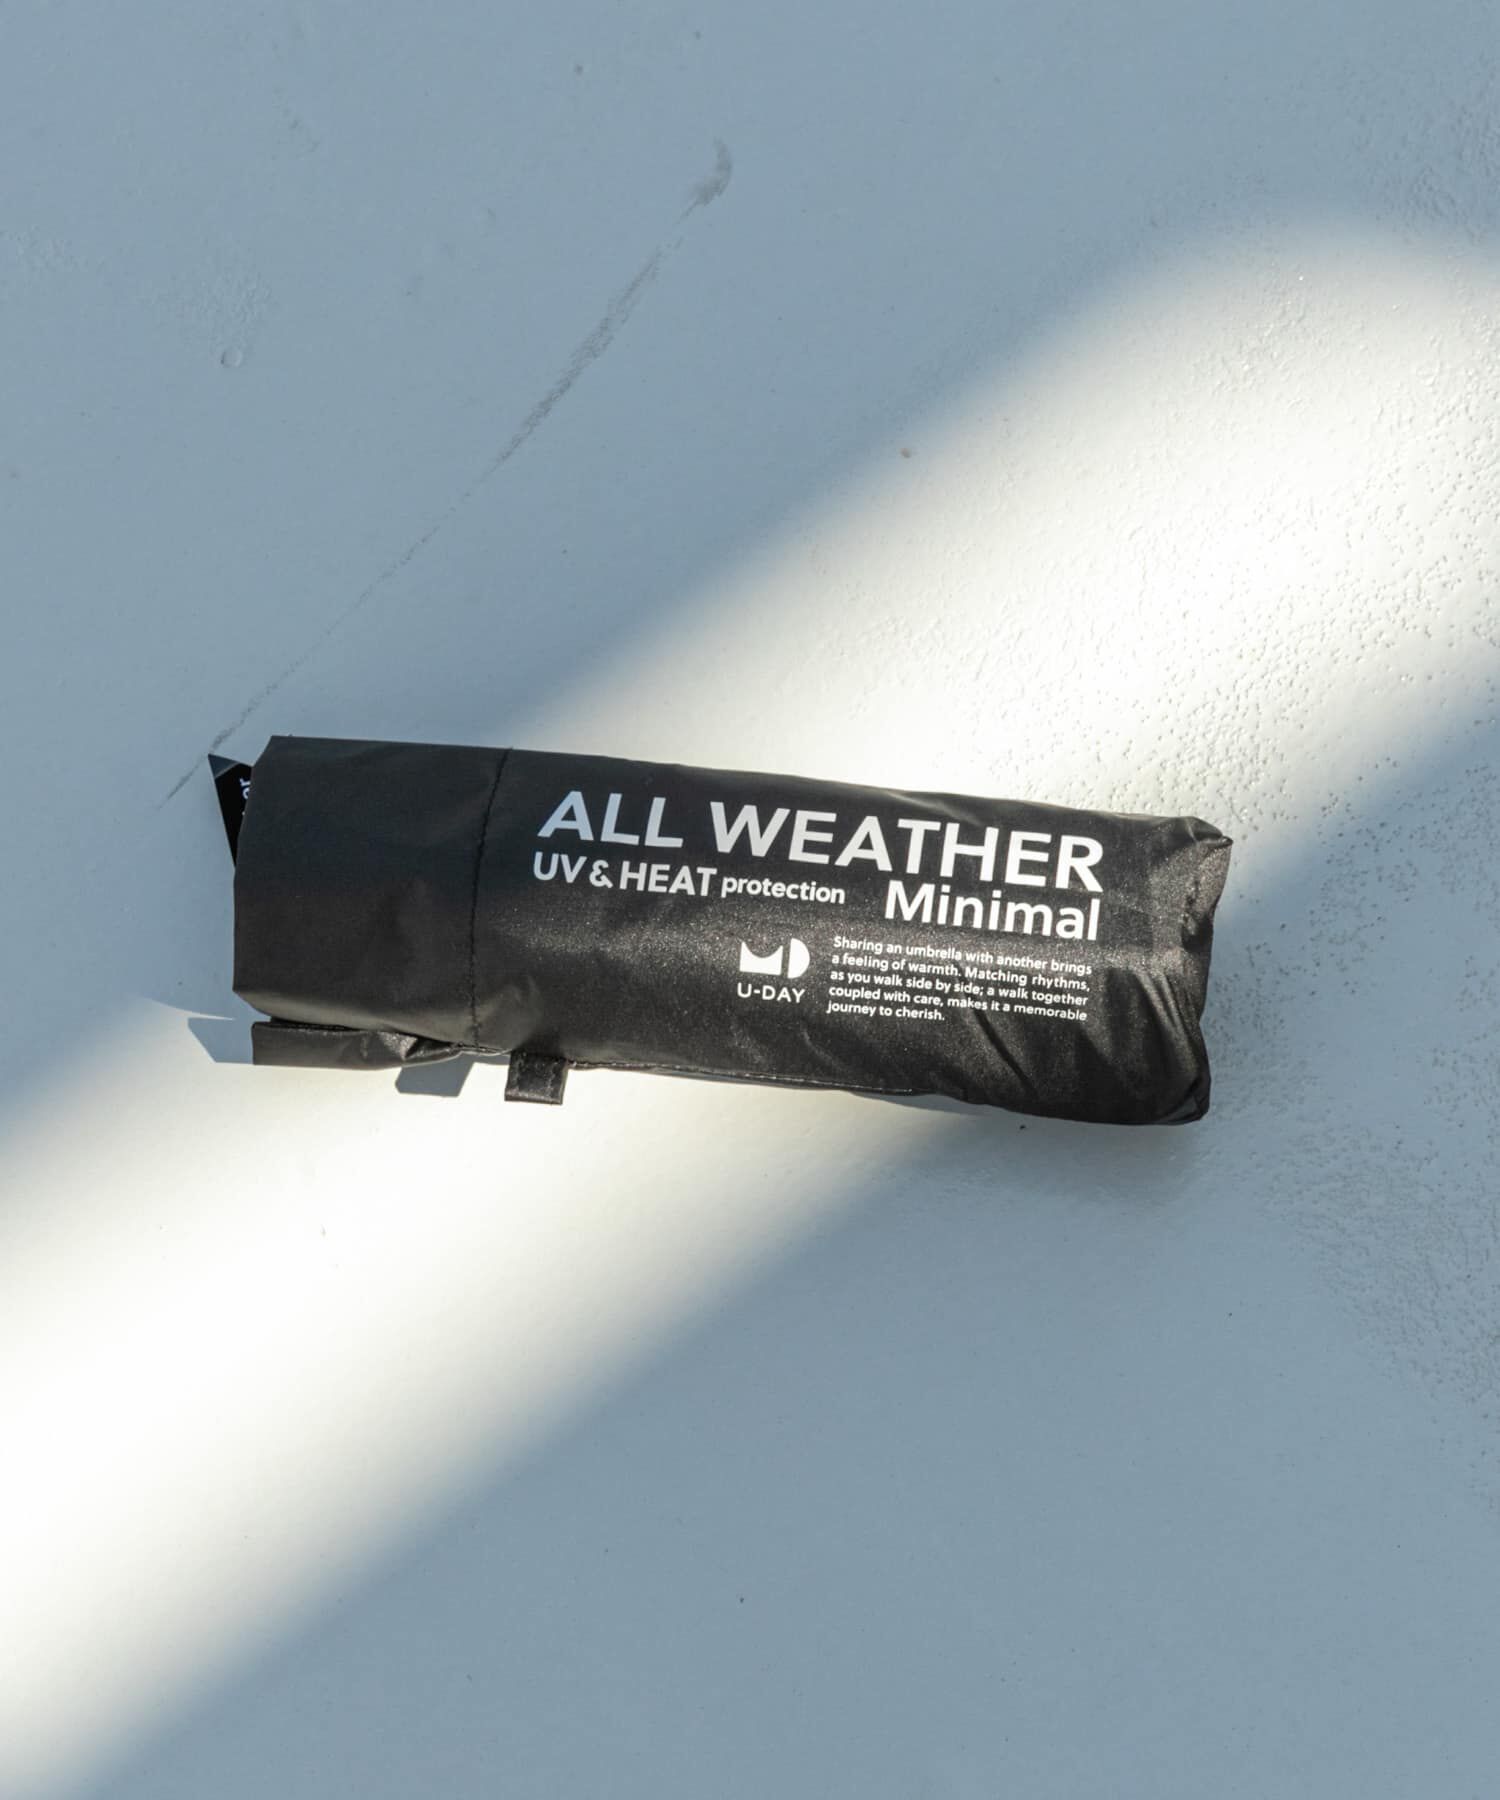 ALL WEATHER
UV & HEAT protection Minimal
U-DAY
Sharing an umbrella with another brings
a feeling of warmth. Matching rhythms,
as you walk side by side; a walk together
coupled with care, makes it a memorable
journey to cherish.